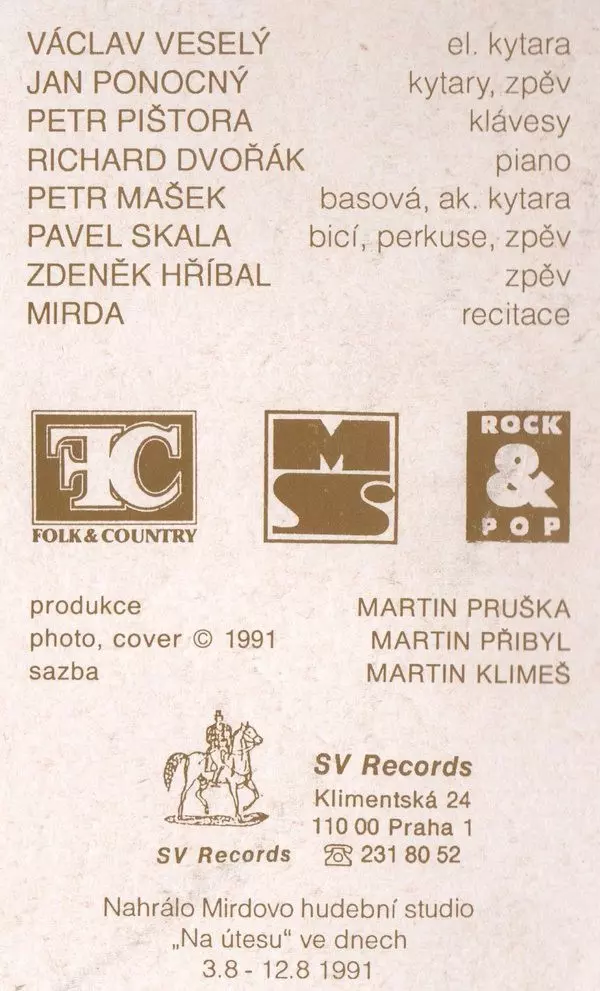 VÁCLAV VESELÝ el. kytara
JAN PONOCNÝ kytary, zpěv
PETR PIŠTORA klávesy
RICHARD DVOŘÁK piano
PETR MAŠEK basová, ak. kytara
PAVEL SKALA bicí, perkuse, zpěv
ZDENĚK HŘÍBAL zpěv
MIRDA recitace
FC
FOLK & COUNTRY
M
SS
ROCK
&
POP
produkce MARTIN PRUŠKA
photo, cover © 1991 MARTIN PŘIBYL
sazba MARTIN KLIMEŠ
SV Records
Klimentská 24
110 00 Praha 1
☎ 231 80 52
SV Records
Nahrálo Mirdovo hudební studio
„Na útesu“ ve dnech
3.8 - 12.8 1991